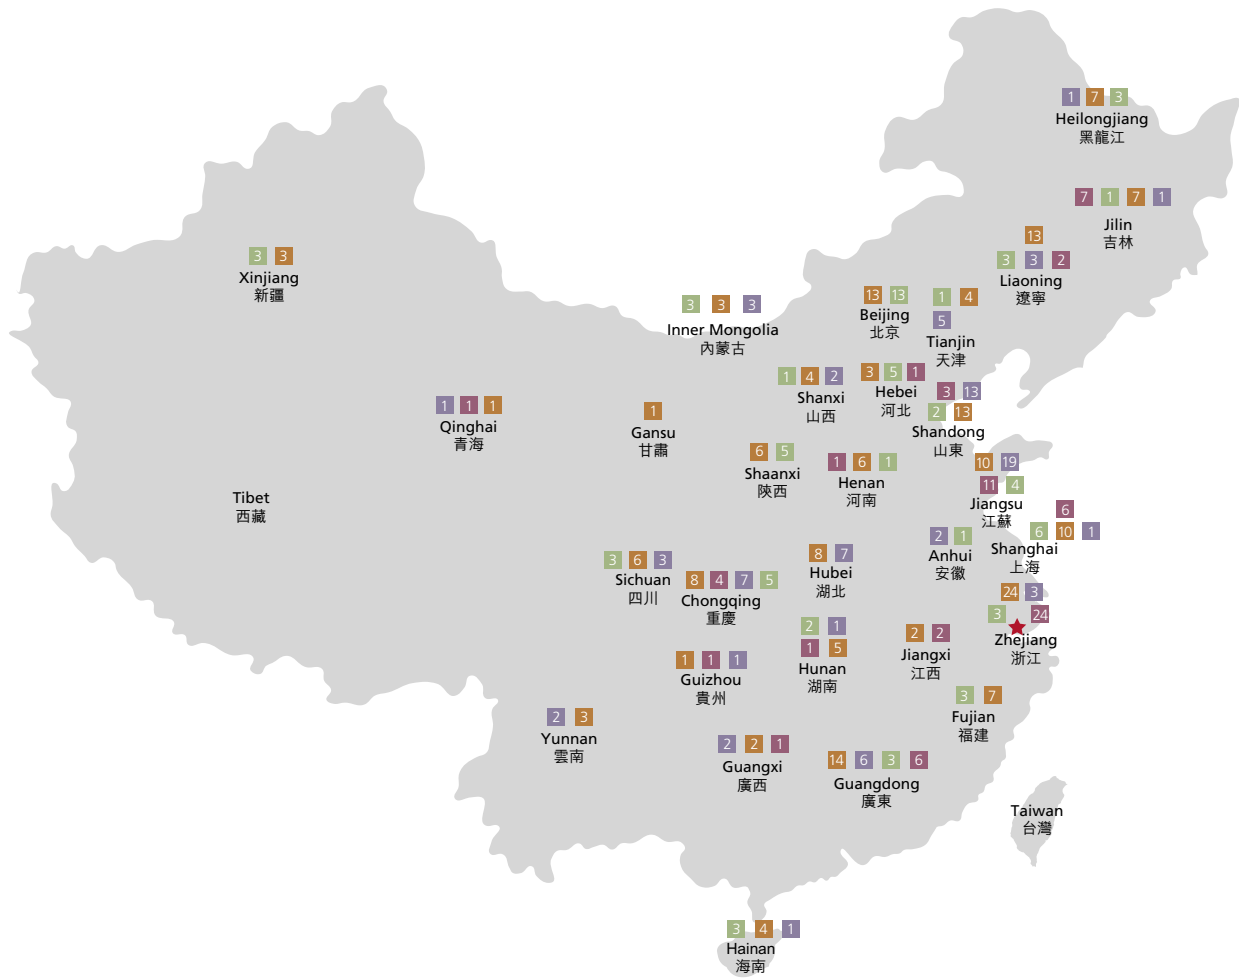 1 7 3
Heilongjiang
黑龍江
7 1 7 1
Jilin
吉林
13
3 3 2
Liaoning
遼寧
3 3
Xinjiang
新疆
3 3 3
Inner Mongolia
內蒙古
13 13
Beijing
北京
1 4
5
Tianjin
天津
1 4 2
Shanxi
山西
3 5 1
Hebei
河北
3 13
2 13
Shandong
山東
1 1 1
Qinghai
青海
1
Gansu
甘肅
6 5
Shaanxi
陝西
1 6 1
Henan
河南
10 19
11 4
Jiangsu
江蘇
Tibet
西藏
6
6 10 1
Shanghai
上海
2 1
Anhui
安徽
3 6 3
Sichuan
四川
8 4 7 5
Chongqing
重慶
8 7
Hubei
湖北
24 3
3 24
Zhejiang
浙江
2 1
1 5
Hunan
湖南
2 2
Jiangxi
江西
1 1 1
Guizhou
貴州
3 7
Fujian
福建
2 3
Yunnan
雲南
2 2 1
Guangxi
廣西
14 6 3 6
Guangdong
廣東
Taiwan
台灣
3 4 1
Hainan
海南